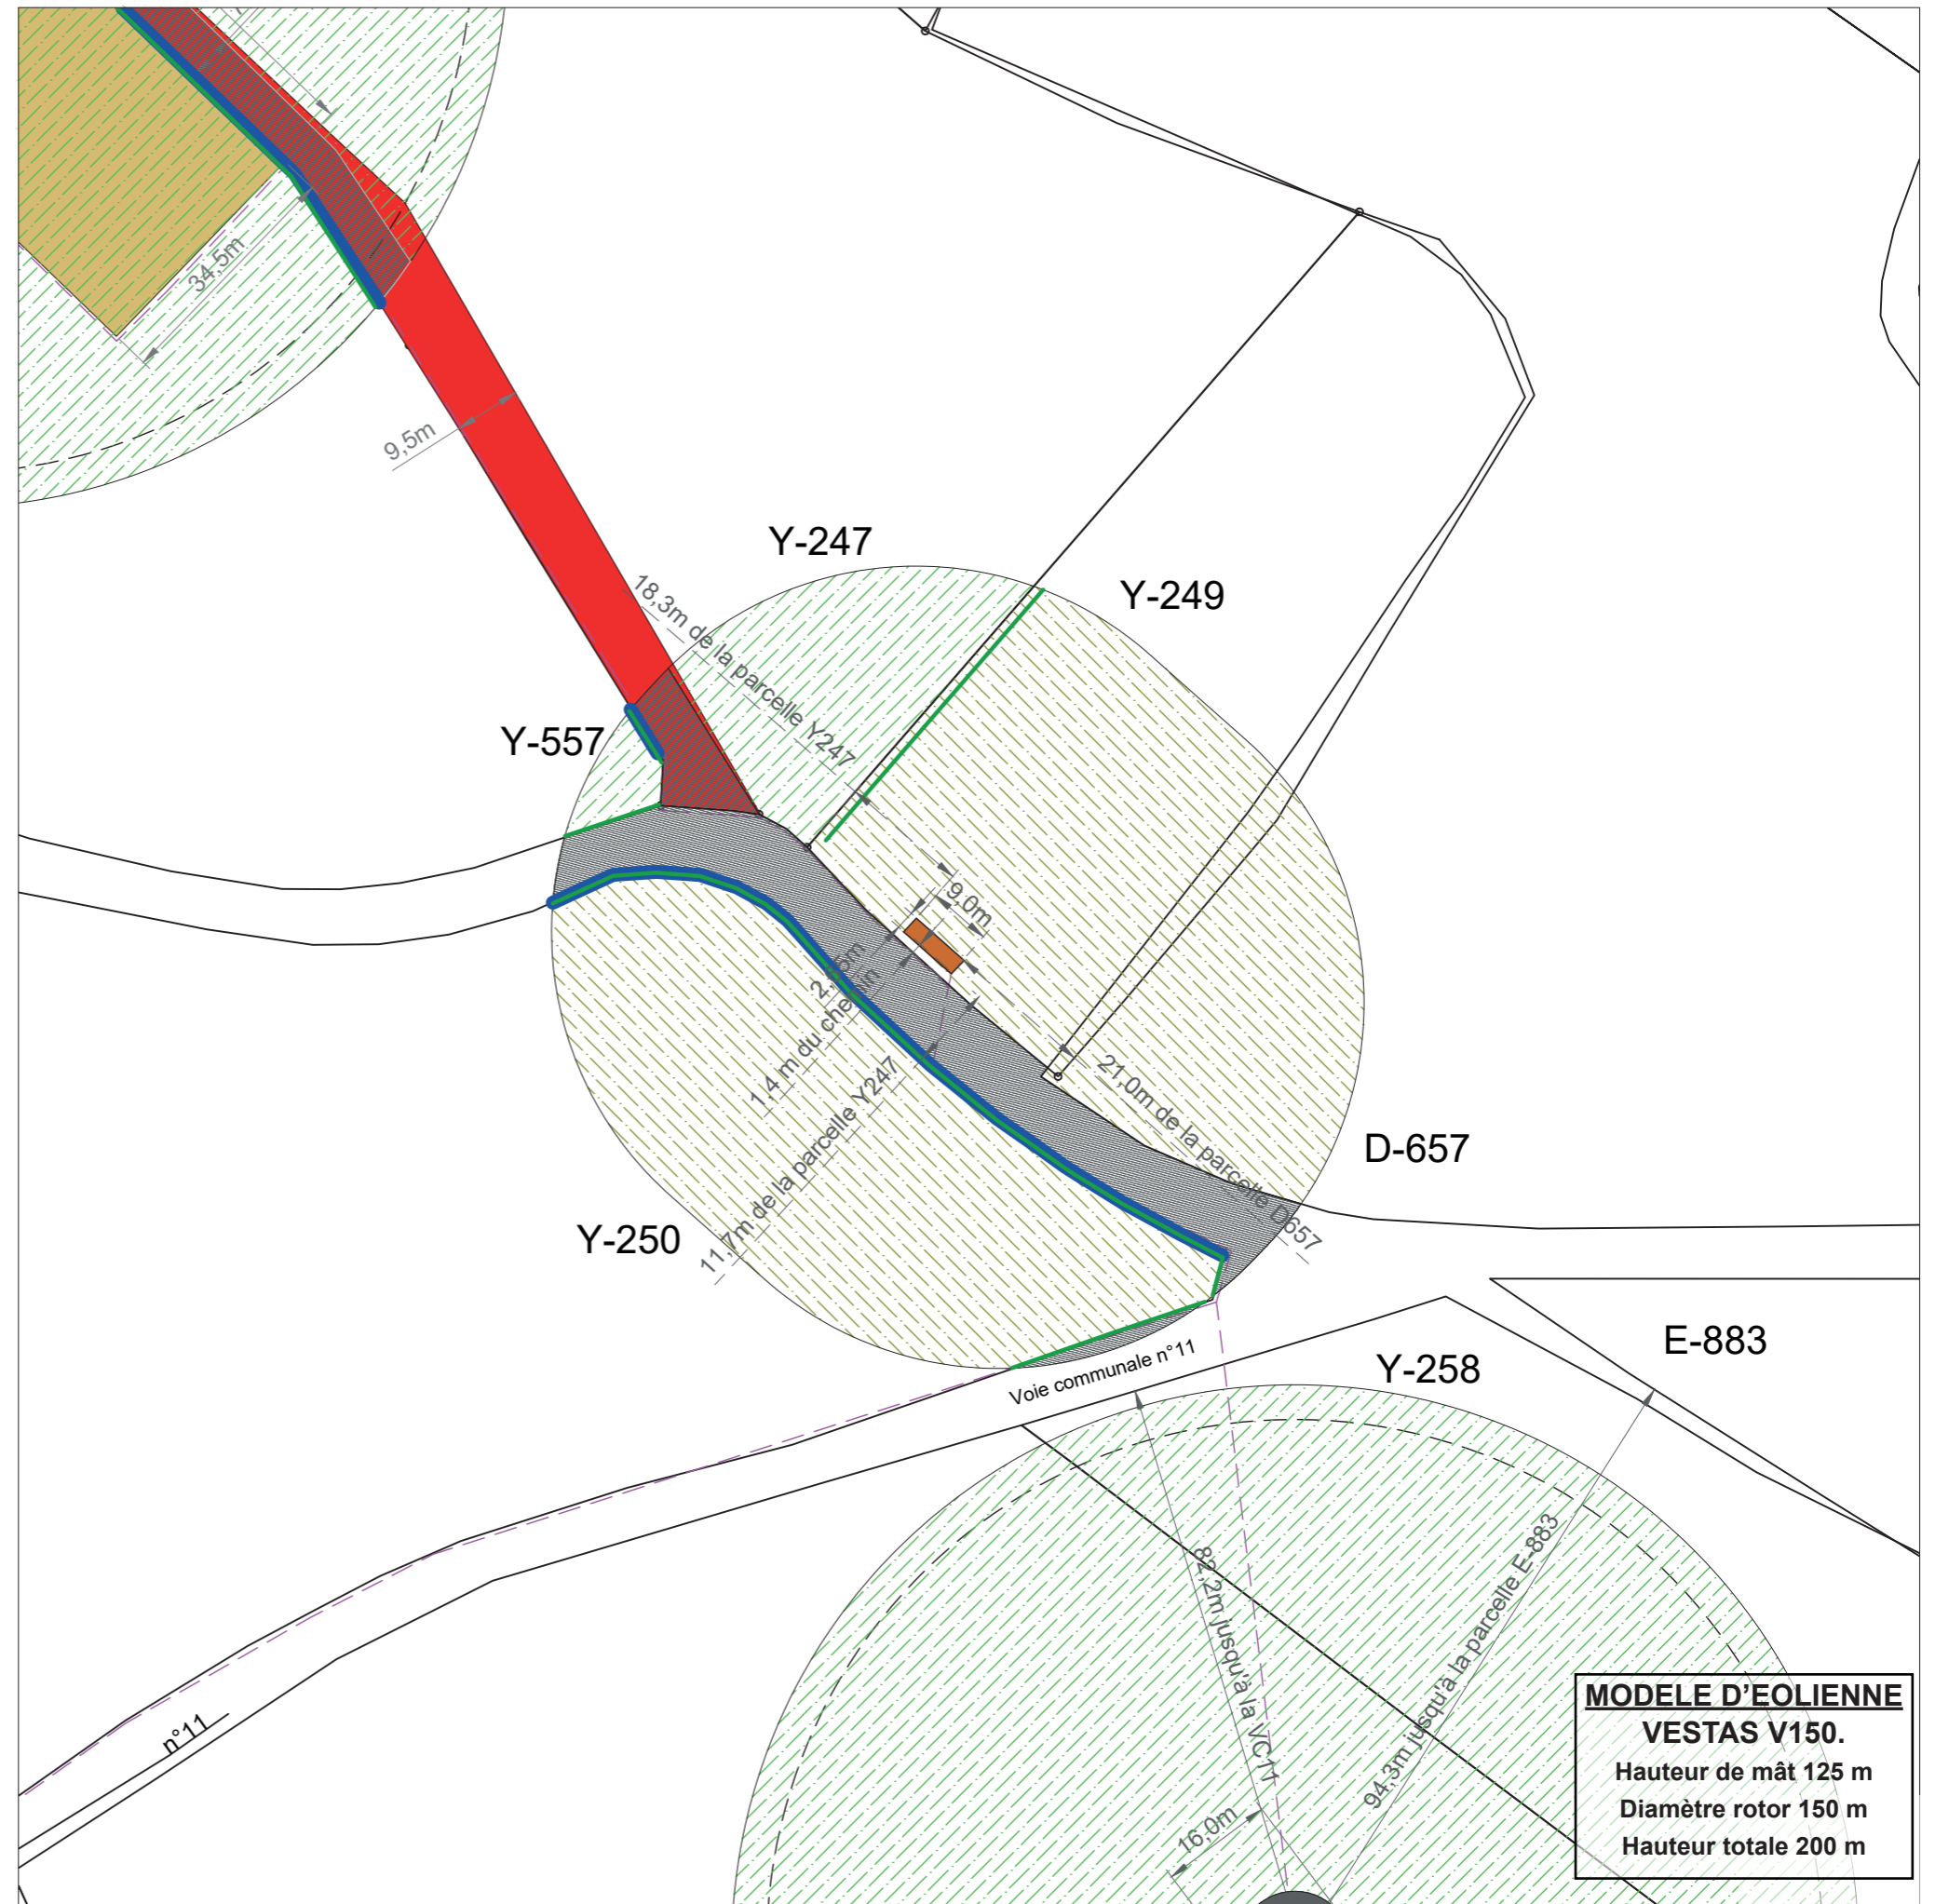 34,5m
9,5m
Y-247
Y-249
18,3m de la parcelle Y247
Y-557
9,0m
1,4 m du chemin
11,7m de la parcelle Y247
21,0m de la parcelle D657
D-657
Y-250
E-883
Voie communale n°11
Y-258
82,2m jusqu'à la VC11
94,3m jusqu'à la parcelle E-883
n°11
16,0m
MODELE D'EOLIENNE
VESTAS V150.
Hauteur de mât 125 m
Diamètre rotor 150 m
Hauteur totale 200 m